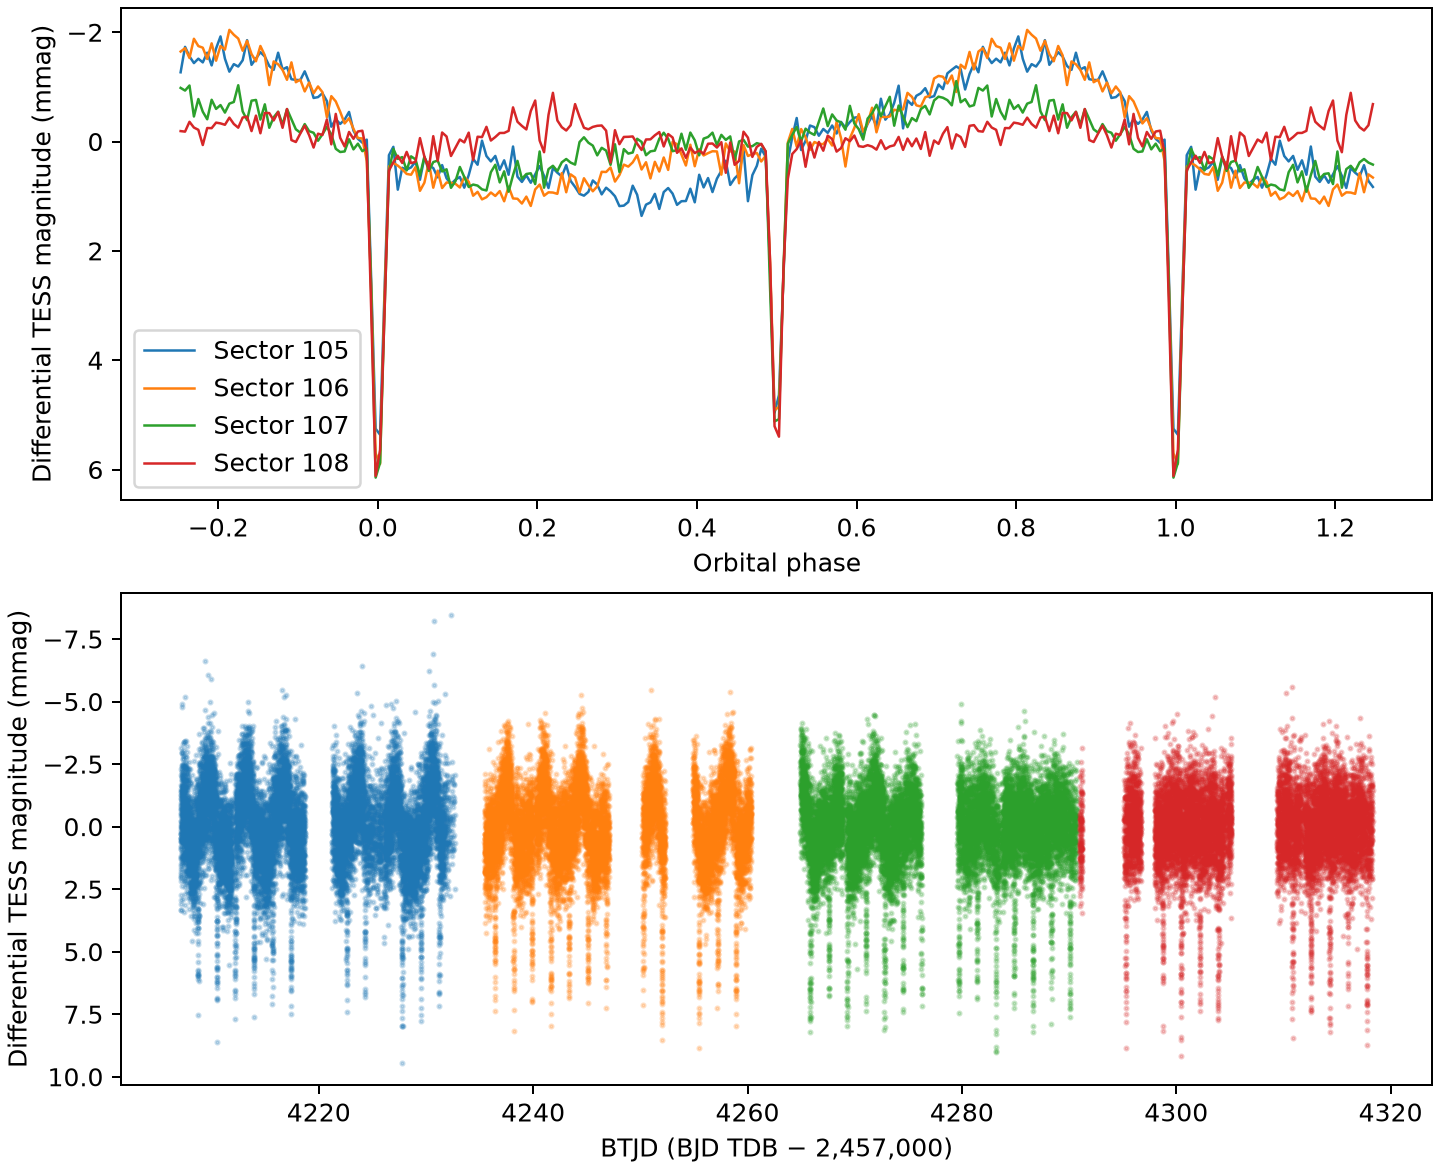 Differential TESS magnitude (mmag)
−2
0
2
4
6
Sector 105
Sector 106
Sector 107
Sector 108
−0.2 0.0 0.2 0.4 0.6 0.8 1.0 1.2
Orbital phase
Differential TESS magnitude (mmag)
−7.5
−5.0
−2.5
0.0
2.5
5.0
7.5
10.0
4220 4240 4260 4280 4300 4320
BTJD (BJD TDB − 2,457,000)